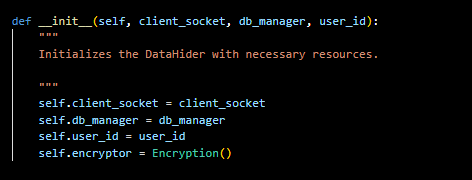 def __init__(self, client_socket, db_manager, user_id):
    """
    Initializes the DataHider with necessary resources.
    """
    self.client_socket = client_socket
    self.db_manager = db_manager
    self.user_id = user_id
    self.encryptor = Encryption()